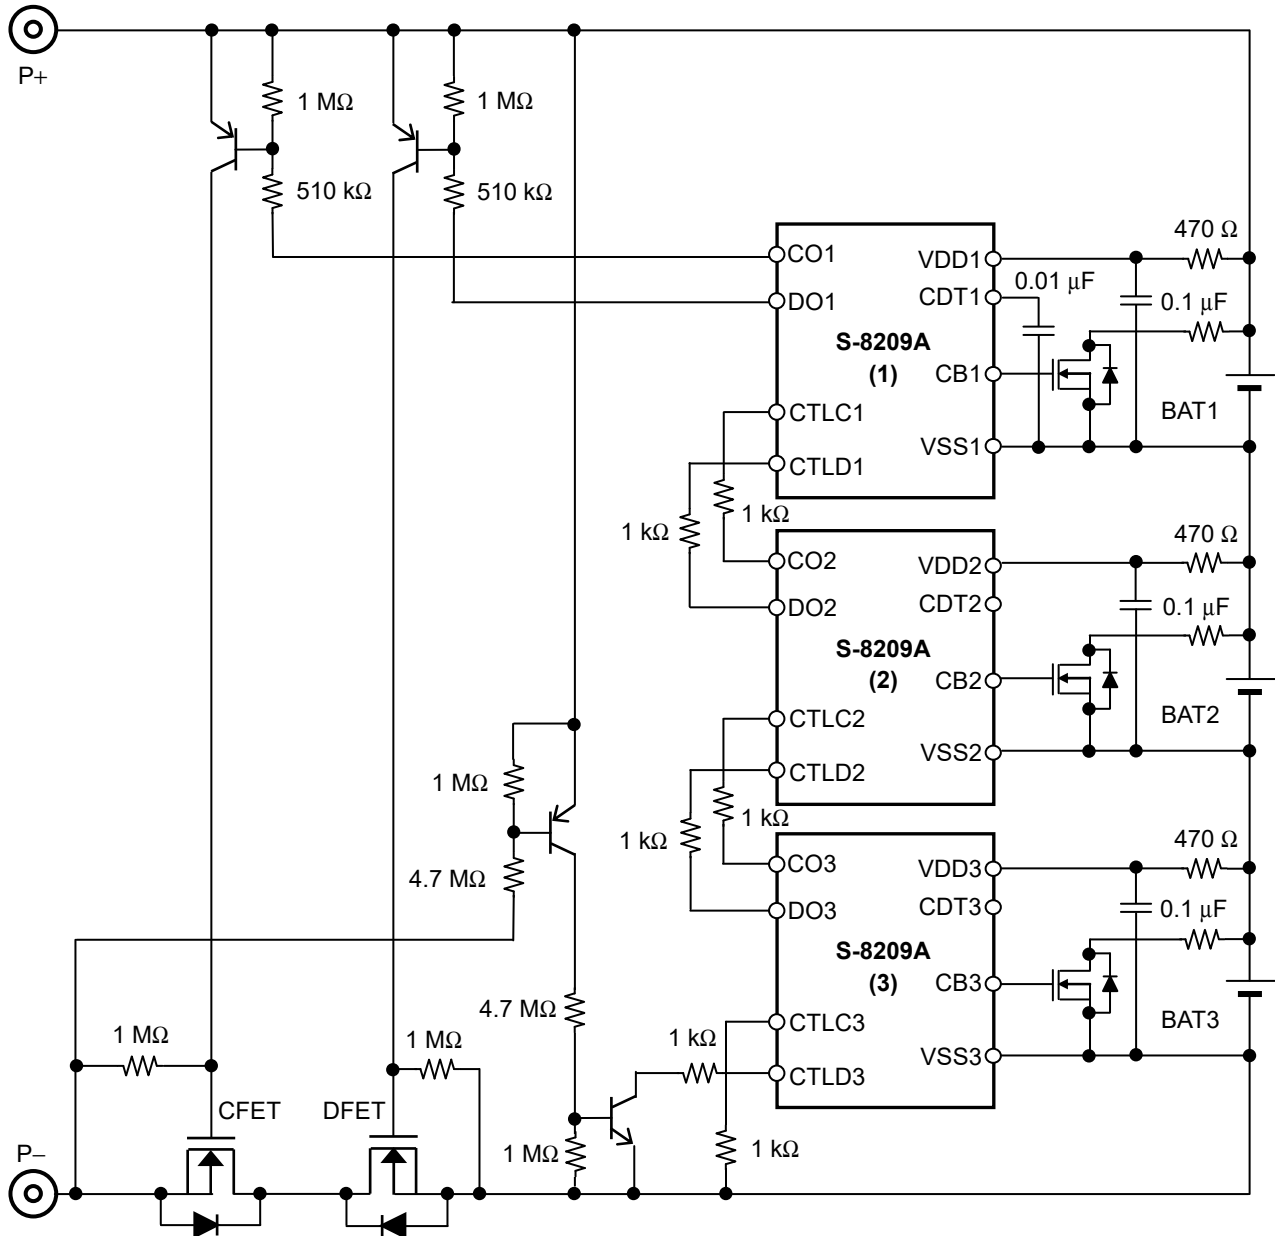 P+
1 MΩ
1 MΩ
510 kΩ
510 kΩ
470 Ω
CO1
VDD1
0.01 μF
CDT1
0.1 μF
DO1
S-8209A
(1)
CB1
CTLC1
BAT1
VSS1
CTLD1
1 kΩ
1 kΩ
470 Ω
CO2
VDD2
DO2
CDT2
0.1 μF
S-8209A
(2)
CB2
CTLC2
BAT2
VSS2
CTLD2
1 MΩ
1 kΩ
1 kΩ
470 Ω
4.7 MΩ
CO3
VDD3
DO3
CDT3
0.1 μF
S-8209A
(3)
CB3
4.7 MΩ
CTLC3
BAT3
1 MΩ
1 MΩ
1 kΩ
VSS3
CTLD3
CFET
DFET
P−
1 MΩ
1 kΩ